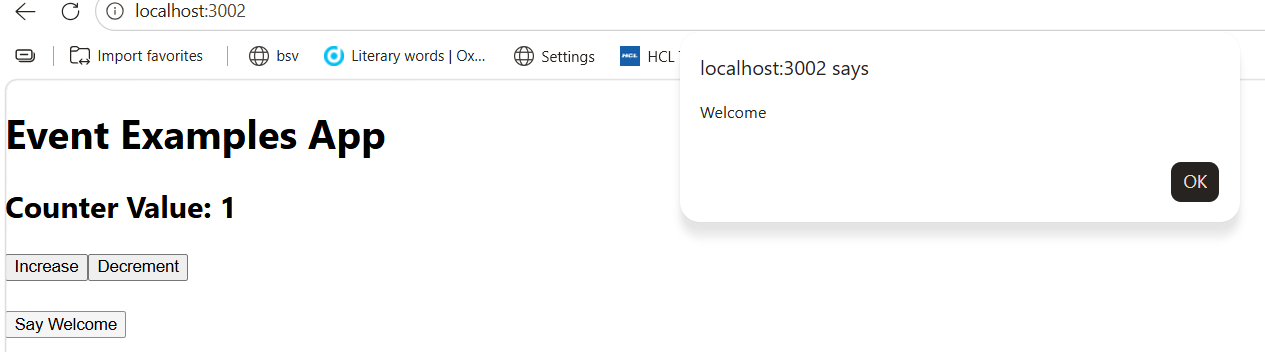 localhost:3002
Import favorites bsv Literary words | Ox... Settings HCL
localhost:3002 says
Welcome
OK
Event Examples App
Counter Value: 1
Increase Decrement
Say Welcome